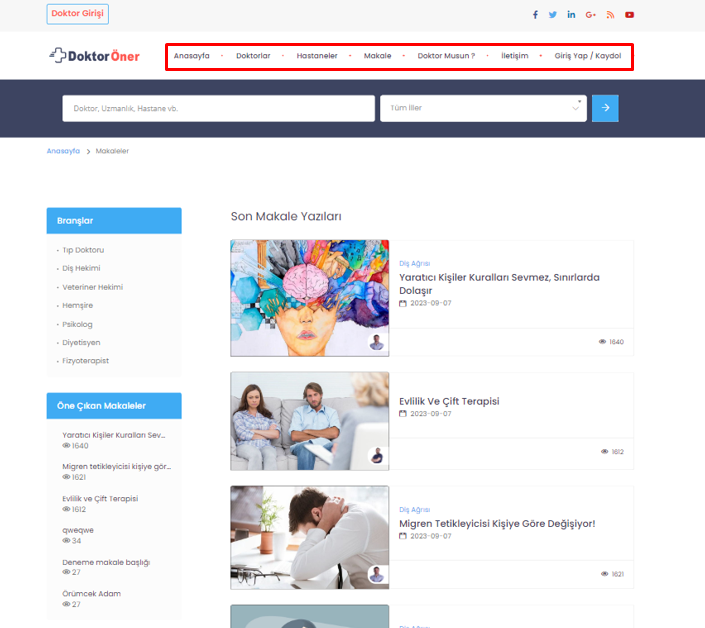 Doktor Girişi
DoktorÖner
Anasayfa
Doktorlar
Hastaneler
Makale
Doktor Musun ?
İletişim
Giriş Yap / Kaydol
Doktor, Uzmanlık, Hastane vb.
Tüm İller
Anasayfa > Makaleler
Branşlar
Tıp Doktoru
Diş Hekimi
Veteriner Hekimi
Hemşire
Psikolog
Diyetisyen
Fizyoterapist
Öne Çıkan Makaleler
Yaratıcı Kişiler Kuralları Sev...
1640
Migren tetikleyicisi kişiye gör...
1621
Evlilik ve Çift Terapisi
1612
qweqwe
34
Deneme makale başlığı
27
Örümcek Adam
27
Son Makale Yazıları
Diş Ağrısı
Yaratıcı Kişiler Kuralları Sevmez, Sınırlarda
Dolaşır
2023-09-07
1640
Evlilik Ve Çift Terapisi
2023-09-07
1612
Diş Ağrısı
Migren Tetikleyicisi Kişiye Göre Değişiyor!
2023-09-07
1621